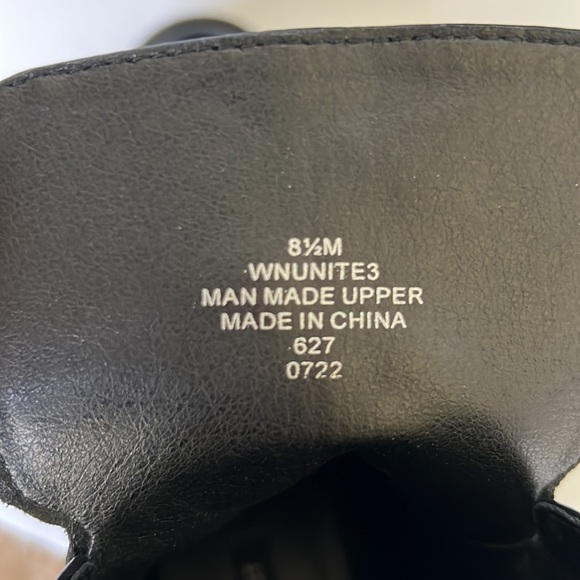 8½M
WNUNITE3
MAN MADE UPPER
MADE IN CHINA
627
0722